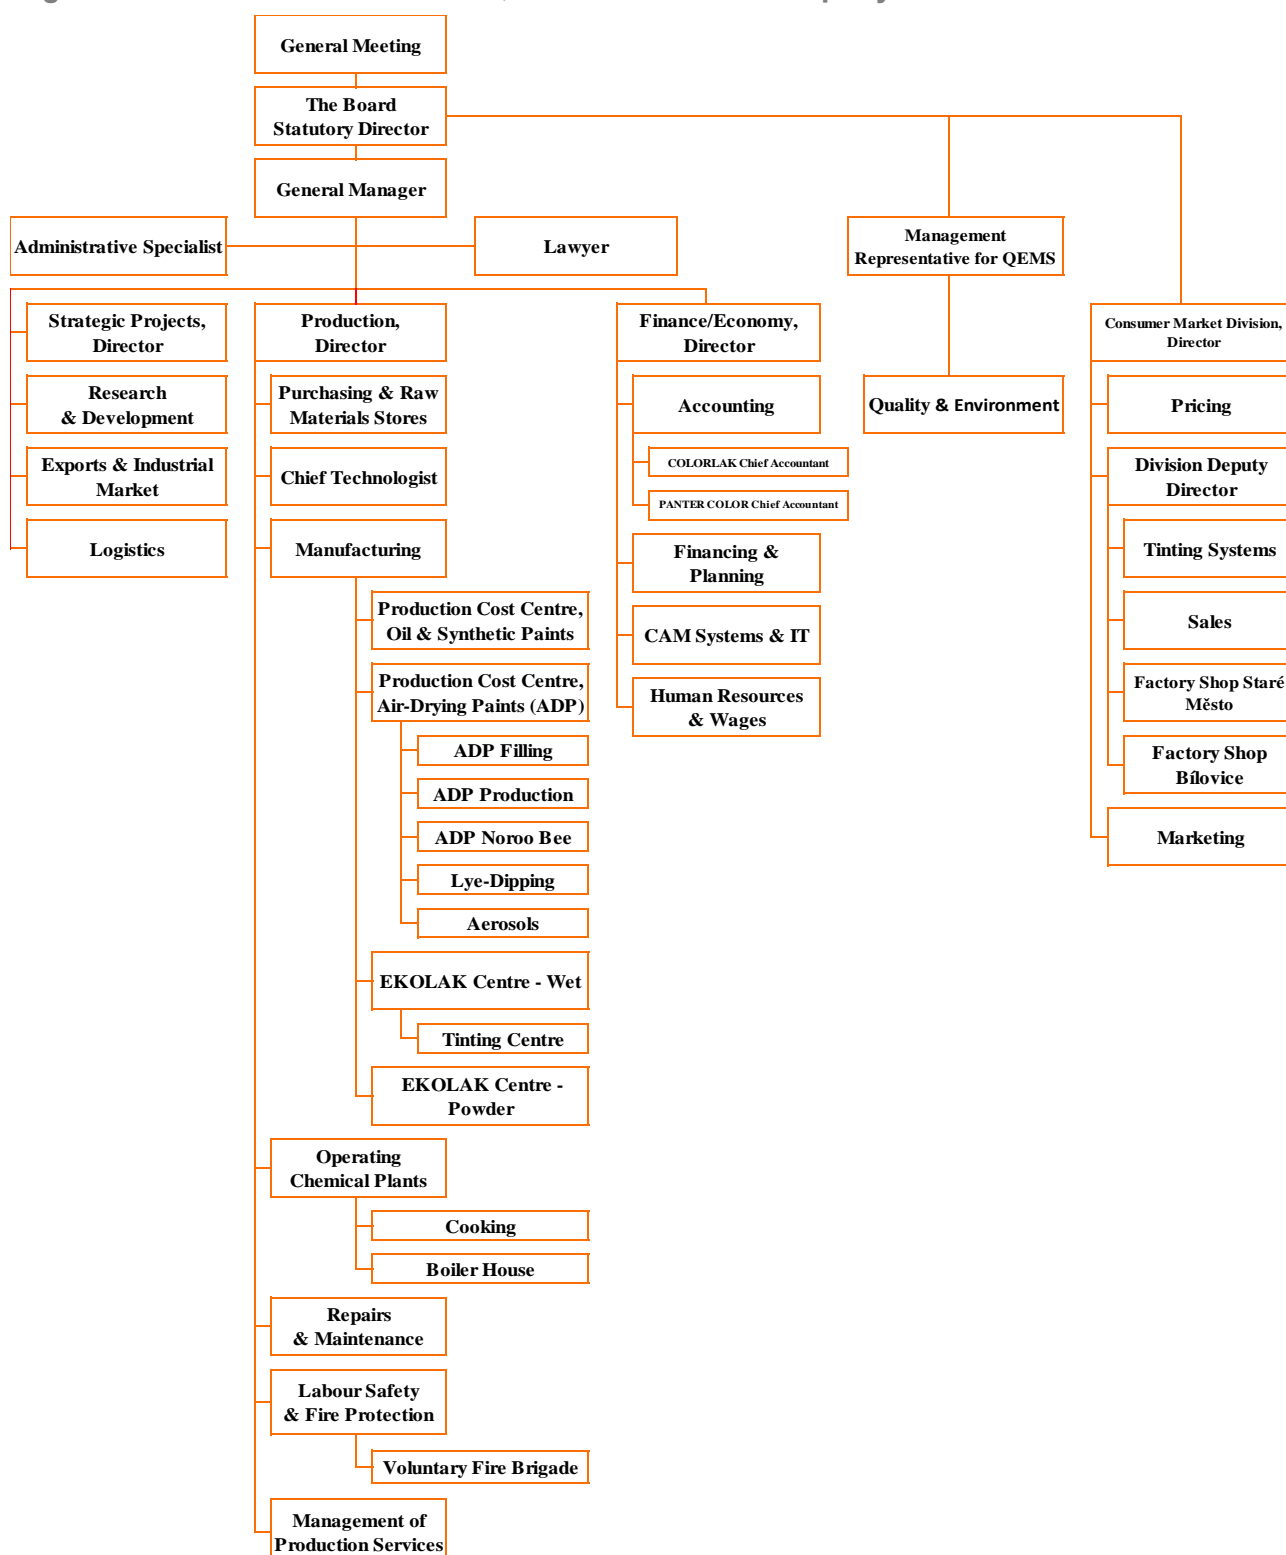 General Meeting
The Board
Statutory Director
General Manager
Administrative Specialist
Lawyer
Management
Representative for QEMS
Strategic Projects,
Director
Production,
Director
Finance/Economy,
Director
Consumer Market Division,
Director
Research
& Development
Purchasing & Raw
Materials Stores
Accounting
Quality & Environment
Pricing
Exports & Industrial
Market
Chief Technologist
COLORLAK Chief Accountant
PANTER COLOR Chief Accountant
Division Deputy
Director
Logistics
Manufacturing
Financing &
Planning
Tinting Systems
Production Cost Centre,
Oil & Synthetic Paints
CAM Systems & IT
Sales
Production Cost Centre,
Air-Drying Paints (ADP)
Human Resources
& Wages
Factory Shop Staré
Město
ADP Filling
Factory Shop
Bílovice
ADP Production
ADP Noroo Bee
Marketing
Lye-Dipping
Aerosols
EKOLAK Centre - Wet
Tinting Centre
EKOLAK Centre -
Powder
Operating
Chemical Plants
Cooking
Boiler House
Repairs
& Maintenance
Labour Safety
& Fire Protection
Voluntary Fire Brigade
Management of
Production Services